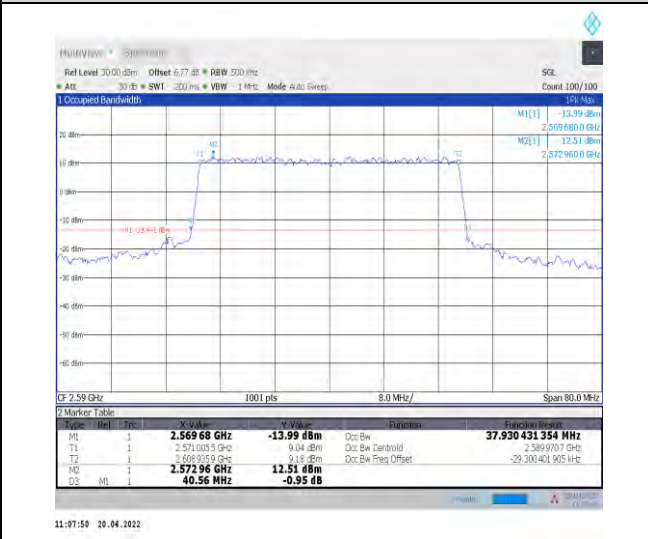 MultiView Spectrum
Ref Level 30.00 dBm Offset 6.77 dB RBW 500 kHz SGL
Att 30 dB SWT 200 ms VBW 1 MHz Mode Auto Sweep Count 100/100
1 Occupied Bandwidth 1Pk Max
M1[1] -13.99 dBm
2.569680 0 GHz
M2[1] 12.51 dBm
2.572960 0 GHz
20 dBm
M2
T1 T2
10 dBm
0 dBm
-10 dBm
-20 dBm
-30 dBm
-40 dBm
-50 dBm
-60 dBm
CF 2.59 GHz 1001 pts 8.0 MHz/ Span 80.0 MHz
2 Marker Table
Type Ref Trc X-Value Y-Value Function Function Result
M1 1 2.569 68 GHz -13.99 dBm Occ Bw 37.930 431 354 MHz
T1 1 2.571 005 5 GHz 9.04 dBm Occ Bw Centroid 2.589 970 7 GHz
T2 1 2.608 935 9 GHz 9.18 dBm Occ Bw Freq Offset -29.300 401 905 kHz
M2 1 2.572 96 GHz 12.51 dBm
D3 M1 1 40.56 MHz -0.95 dB
11:07:50 20.04.2022